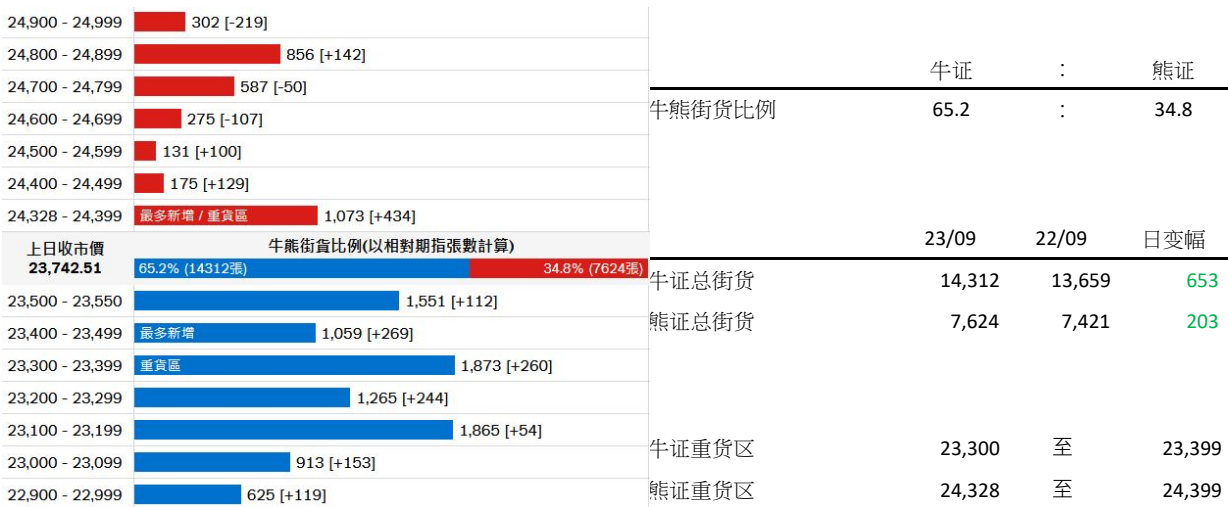 24,900 - 24,999 302 [-219]
24,800 - 24,899 856 [+142]
24,700 - 24,799 587 [-50]
24,600 - 24,699 275 [-107]
24,500 - 24,599 131 [+100]
24,400 - 24,499 175 [+129]
24,328 - 24,399 最多新增 / 重貨區 1,073 [+434]
上日收市價 牛熊街貨比例(以相對期指張數計算)
23,742.51 65.2% (14312張) 34.8% (7624張)
23,500 - 23,550 1,551 [+112]
23,400 - 23,499 最多新增 1,059 [+269]
23,300 - 23,399 重貨區 1,873 [+260]
23,200 - 23,299 1,265 [+244]
23,100 - 23,199 1,865 [+54]
23,000 - 23,099 913 [+153]
22,900 - 22,999 625 [+119]
牛证 : 熊证
牛熊街货比例 65.2 : 34.8
23/09 22/09 日变幅
牛证总街货 14,312 13,659 653
熊证总街货 7,624 7,421 203
牛证重货区 23,300 至 23,399
熊证重货区 24,328 至 24,399